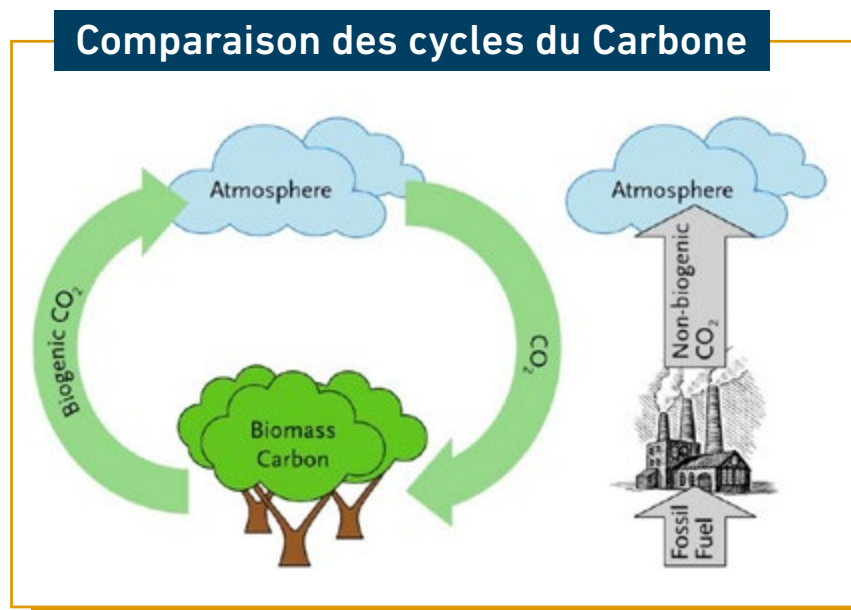 Comparaison des cycles du Carbone
Atmosphere
Biogenic CO₂
CO₂
Biomass
Carbon
Atmosphere
Non-biogenic
CO₂
Fossil
Fuel